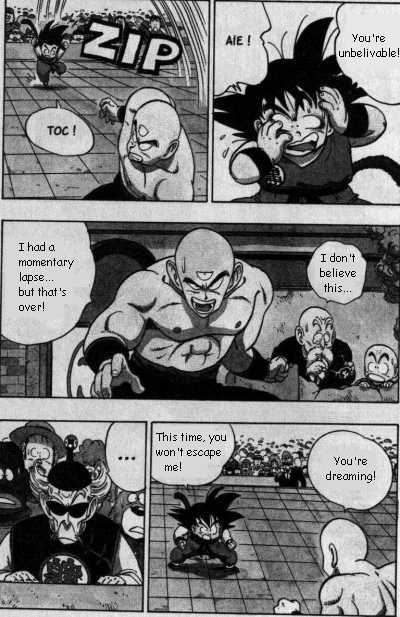 ZIP
TOC !
AIE !
You're
unbelivable!
I had a
momentary
lapse...
but that's
over!
I don't
believe
this...
...
This time, you
won't escape
me!
You're
dreaming!